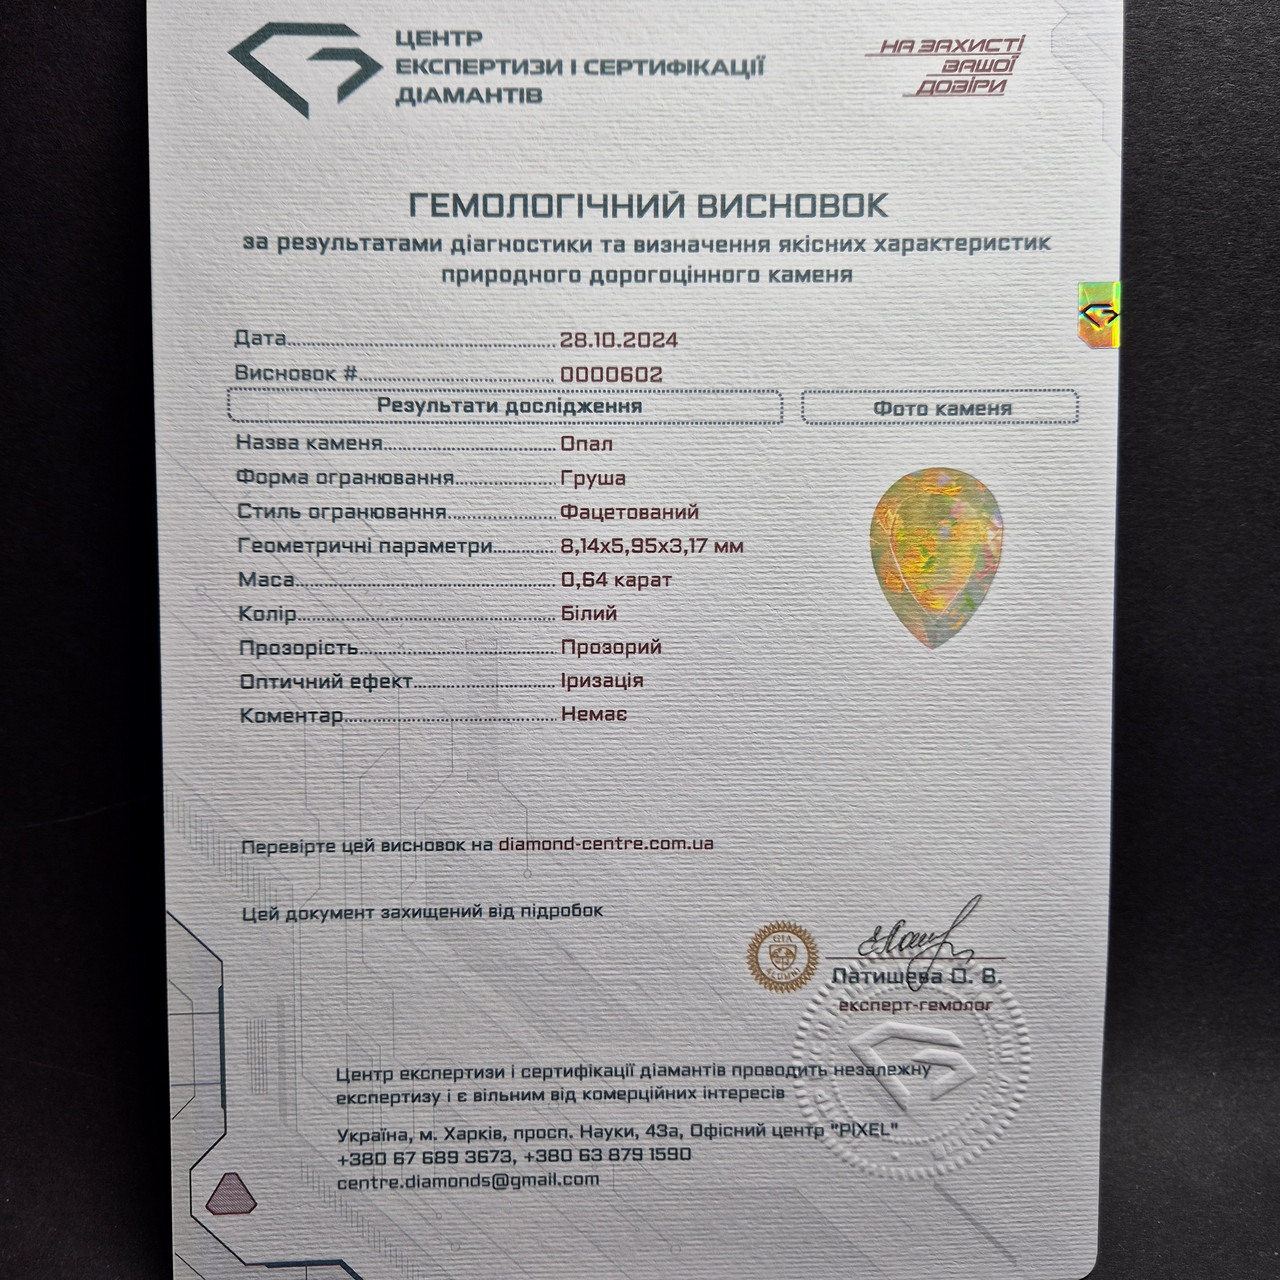 ЦЕНТР
ЕКСПЕРТИЗИ І СЕРТИФІКАЦІЇ
ДІАМАНТІВ
НА ЗАХИСТІ
ВАШОЇ
ДОВІРИ
ГЕМОЛОГІЧНИЙ ВИСНОВОК
за результатами діагностики та визначення якісних характеристик
природного дорогоцінного каменя
Дата 28.10.2024
Висновок # 0000602
Результати дослідження
Фото каменя
Назва каменя Опал
Форма огранювання Груша
Стиль огранювання Фацетований
Геометричні параметри 8,14x5,95x3,17 мм
Маса 0,64 карат
Колір Білий
Прозорість Прозорий
Оптичний ефект Іризація
Коментар Немає
Перевірте цей висновок на diamond-centre.com.ua
Цей документ захищений від підробок
GIA
ALUMNI
Латишева О. В.
експерт-гемолог
Центр експертизи і сертифікації діамантів проводить незалежну
експертизу і є вільним від комерційних інтересів
Україна, м. Харків, просп. Науки, 43а, Офісний центр "PIXEL"
+380 67 689 3673, +380 63 879 1590
centre.diamonds@gmail.com